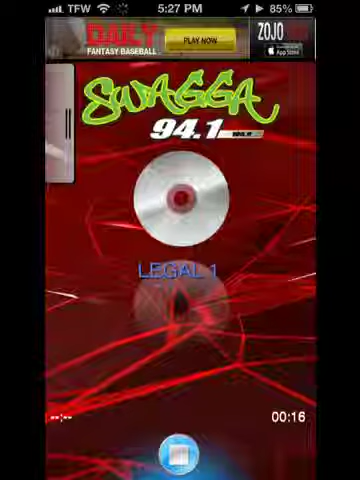 TFW 5:27 PM 85%
DAILY
FANTASY BASEBALL
PLAY NOW
ZOJO
App Store
SWAGGA
94.1
LEGAL 1
--:--
00:16